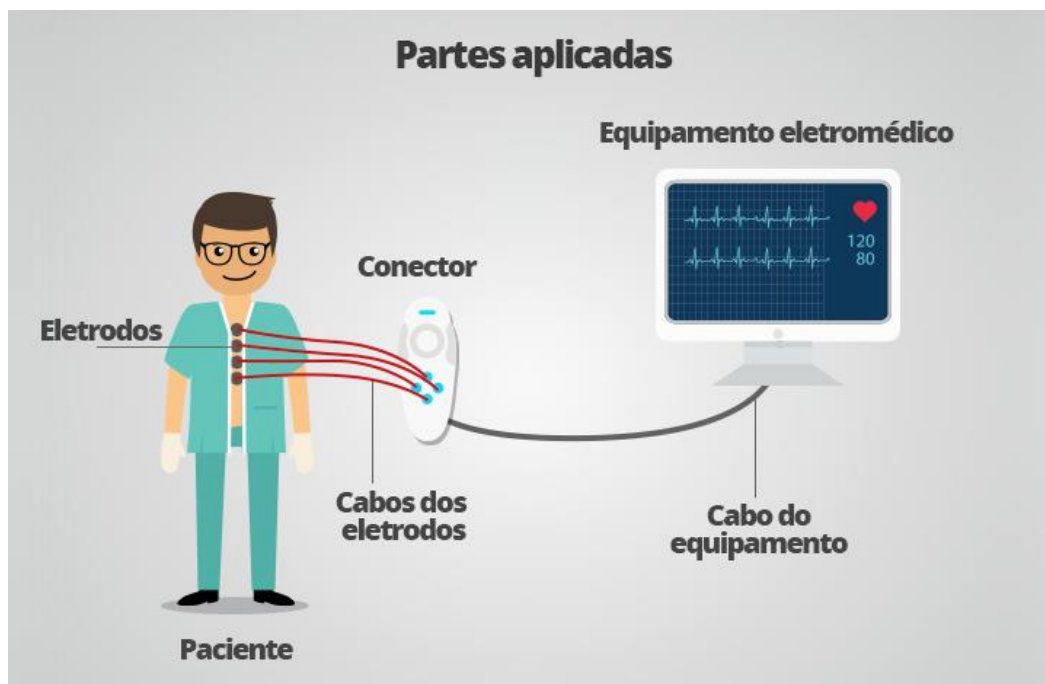 Partes aplicadas
Equipamento eletromédico
120
80
Conector
Eletrodos
Cabos dos
eletrodos
Cabo do
equipamento
Paciente